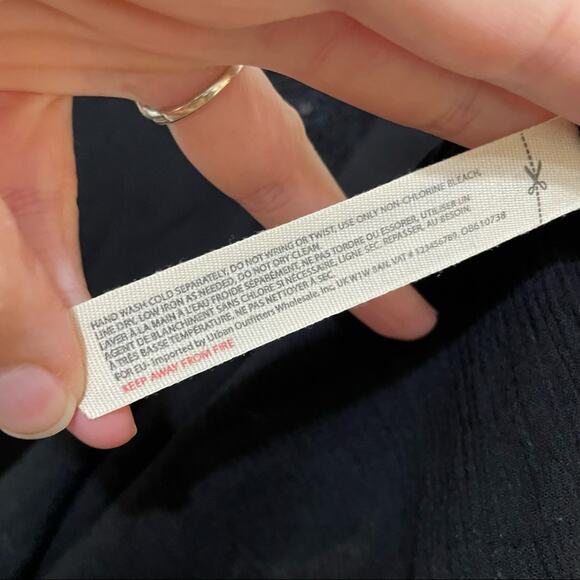 HAND WASH COLD SEPARATELY, DO NOT WRING OR TWIST, USE ONLY NON-CHLORINE BLEACH,
LINE DRY, LOW IRON AS NEEDED, DO NOT DRY CLEAN
LAVER À LA MAIN À L'EAU FROIDE SÉPARÉMENT, NE PAS TORDRE OU ESSORER, UTILISER UN
AGENT DE BLANCHIMENT SANS CHLORE SI NÉCESSAIRE, LIGNE SEC, REPASSER, AU BESOIN,
À TRÈS BASSE TEMPÉRATURE, NE PAS NETTOYER À SEC
FOR EU- Imported by Urban Outfitters Wholesale, Inc. UK W1W 8AN. VAT # 123456789, OB610738
KEEP AWAY FROM FIRE